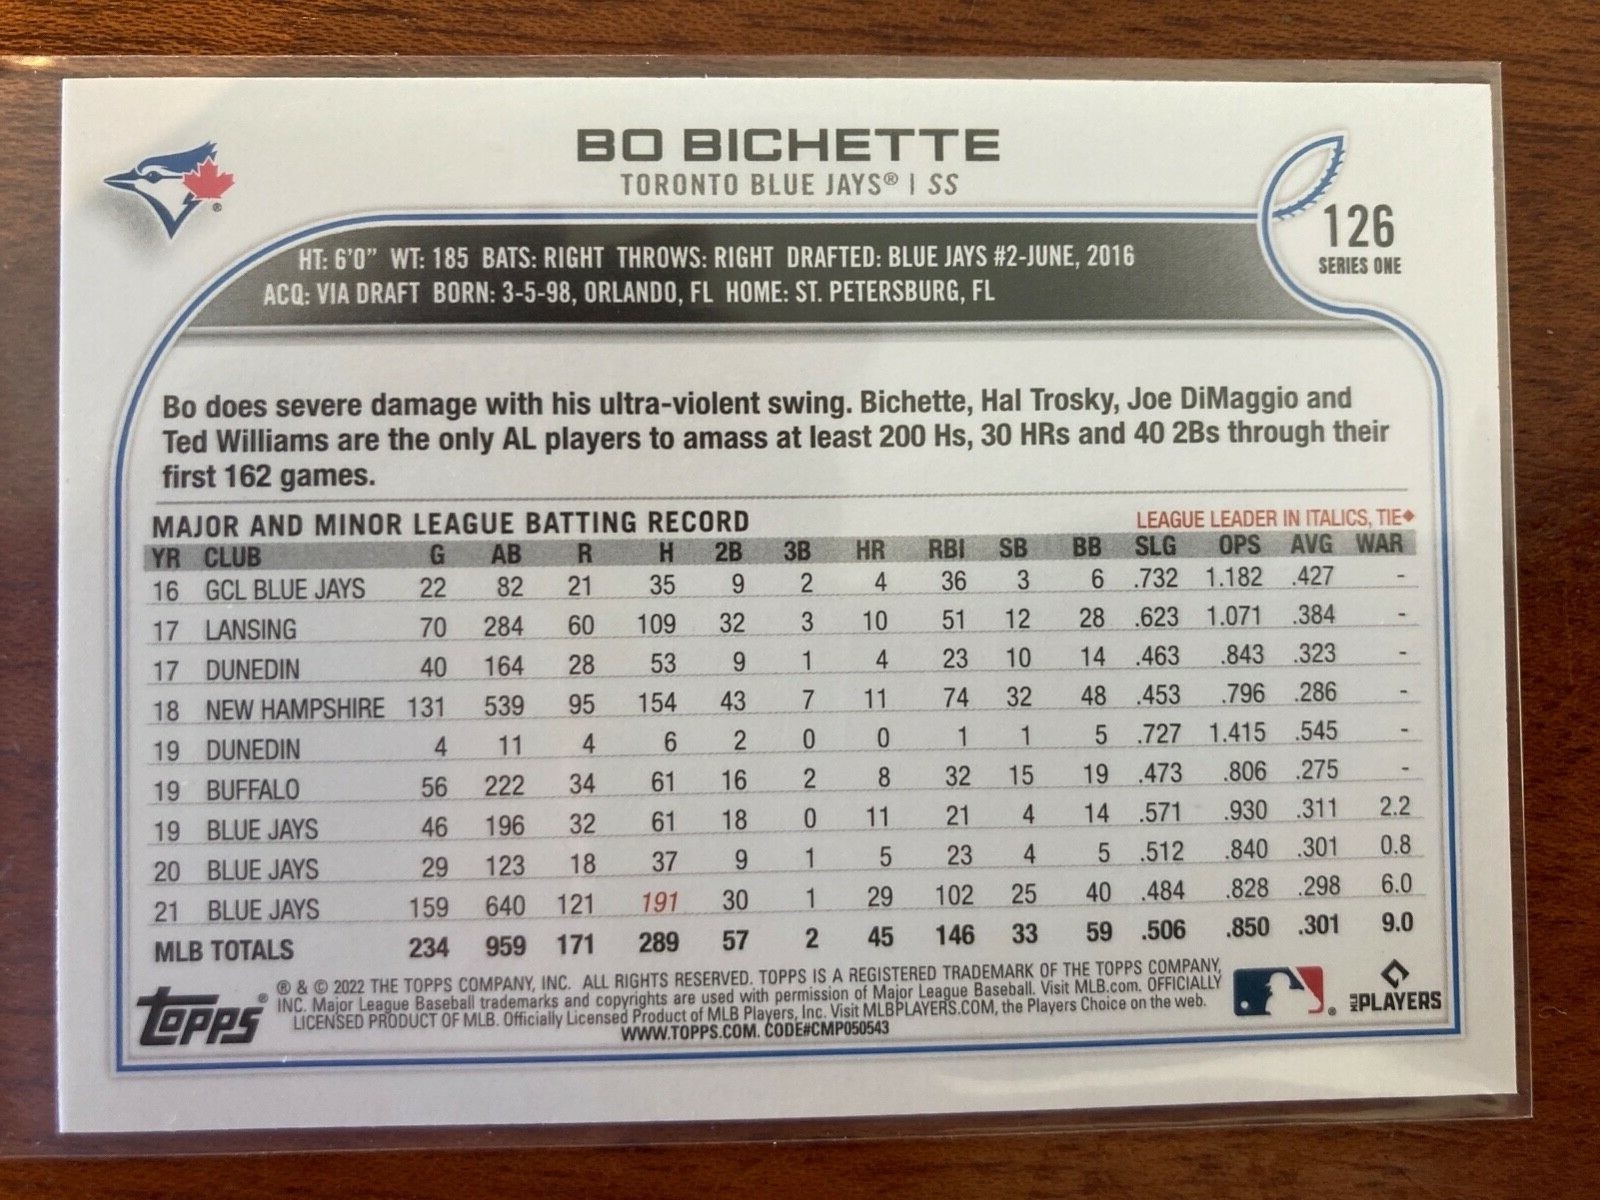 BO BICHETTE
TORONTO BLUE JAYS® | SS
126
SERIES ONE
HT: 6'0" WT: 185 BATS: RIGHT THROWS: RIGHT DRAFTED: BLUE JAYS #2-JUNE, 2016
ACQ: VIA DRAFT BORN: 3-5-98, ORLANDO, FL HOME: ST. PETERSBURG, FL
Bo does severe damage with his ultra-violent swing. Bichette, Hal Trosky, Joe DiMaggio and
Ted Williams are the only AL players to amass at least 200 Hs, 30 HRs and 40 2Bs through their
first 162 games.
MAJOR AND MINOR LEAGUE BATTING RECORD LEAGUE LEADER IN ITALICS, TIE◆
YR CLUB G AB R H 2B 3B HR RBI SB BB SLG OPS AVG WAR
16 GCL BLUE JAYS 22 82 21 35 9 2 4 36 3 6 .732 1.182 .427 -
17 LANSING 70 284 60 109 32 3 10 51 12 28 .623 1.071 .384 -
17 DUNEDIN 40 164 28 53 9 1 4 23 10 14 .463 .843 .323 -
18 NEW HAMPSHIRE 131 539 95 154 43 7 11 74 32 48 .453 .796 .286 -
19 DUNEDIN 4 11 4 6 2 0 0 1 1 5 .727 1.415 .545 -
19 BUFFALO 56 222 34 61 16 2 8 32 15 19 .473 .806 .275 -
19 BLUE JAYS 46 196 32 61 18 0 11 21 4 14 .571 .930 .311 2.2
20 BLUE JAYS 29 123 18 37 9 1 5 23 4 5 .512 .840 .301 0.8
21 BLUE JAYS 159 640 121 191 30 1 29 102 25 40 .484 .828 .298 6.0
MLB TOTALS 234 959 171 289 57 2 45 146 33 59 .506 .850 .301 9.0
Topps®
® & © 2022 THE TOPPS COMPANY, INC. ALL RIGHTS RESERVED. TOPPS IS A REGISTERED TRADEMARK OF THE TOPPS COMPANY,
INC. Major League Baseball trademarks and copyrights are used with permission of Major League Baseball. Visit MLB.com. OFFICIALLY
LICENSED PRODUCT OF MLB. Officially Licensed Product of MLB Players, Inc. Visit MLBPLAYERS.COM, the Players Choice on the web.
WWW.TOPPS.COM. CODE#CMP050543
MLB PLAYERS